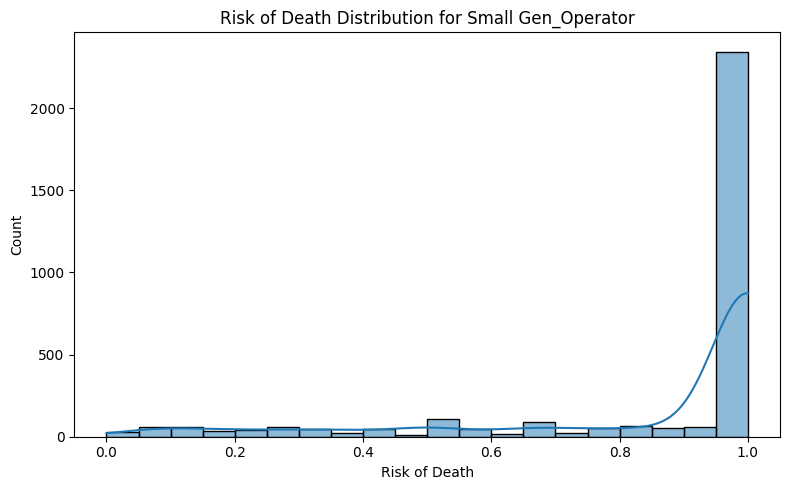 Risk of Death Distribution for Small Gen_Operator
2000
1500
1000
500
0
Count
0.0 0.2 0.4 0.6 0.8 1.0
Risk of Death